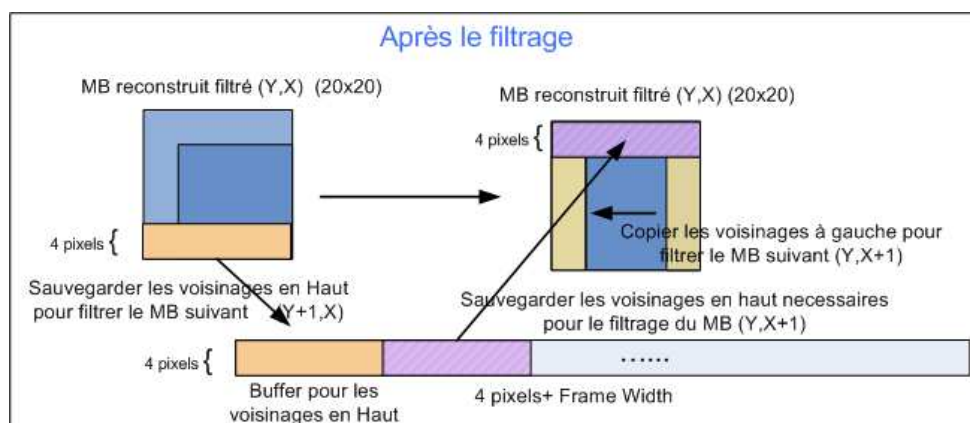 Après le filtrage
MB reconstruit filtré (Y,X) (20x20)
4 pixels {
Sauvegarder les voisinages en Haut
pour filtrer le MB suivant (Y+1,X)
MB reconstruit filtré (Y,X) (20x20)
4 pixels {
Copier les voisinages à gauche pour
filtrer le MB suivant (Y,X+1)
Sauvegarder les voisinages en haut necessaires
pour le filtrage du MB (Y,X+1)
4 pixels {
......
Buffer pour les
voisinages en Haut
4 pixels+ Frame Width